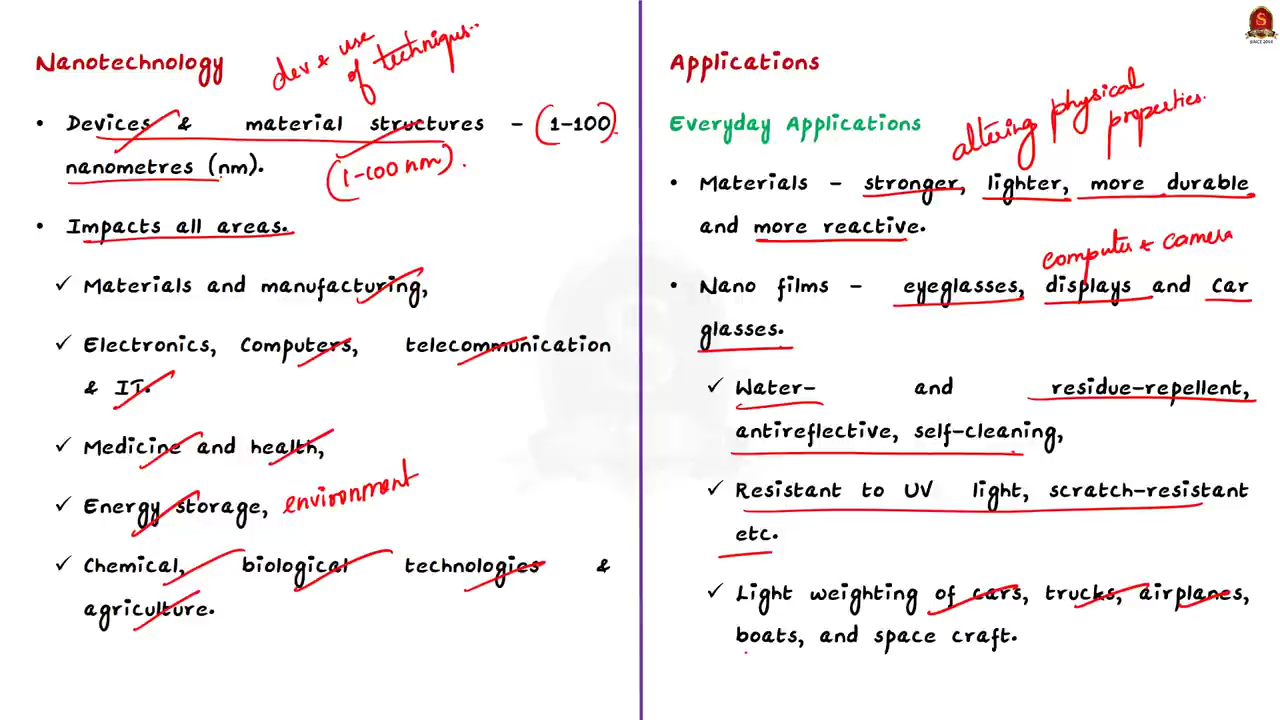 Nanotechnology
dev & use
of techniques..
• Devices & material structures - (1-100)
nanometres (nm).
(1-100 nm).
• Impacts all areas.
✓ Materials and manufacturing,
✓ Electronics, Computers, telecommunication
& IT.
✓ Medicine and health,
✓ Energy storage, environment
✓ Chemical, biological technologies &
agriculture.
S
SINCE 2004
Applications
Everyday Applications
altering physical
properties.
• Materials - stronger, lighter, more durable
and more reactive.
computer & camera
• Nano films - eyeglasses, displays and Car
glasses.
✓ Water- and residue-repellent,
antireflective, self-cleaning,
✓ Resistant to UV light, scratch-resistant
etc.
✓ Light weighting of cars, trucks, airplanes,
boats, and space craft.